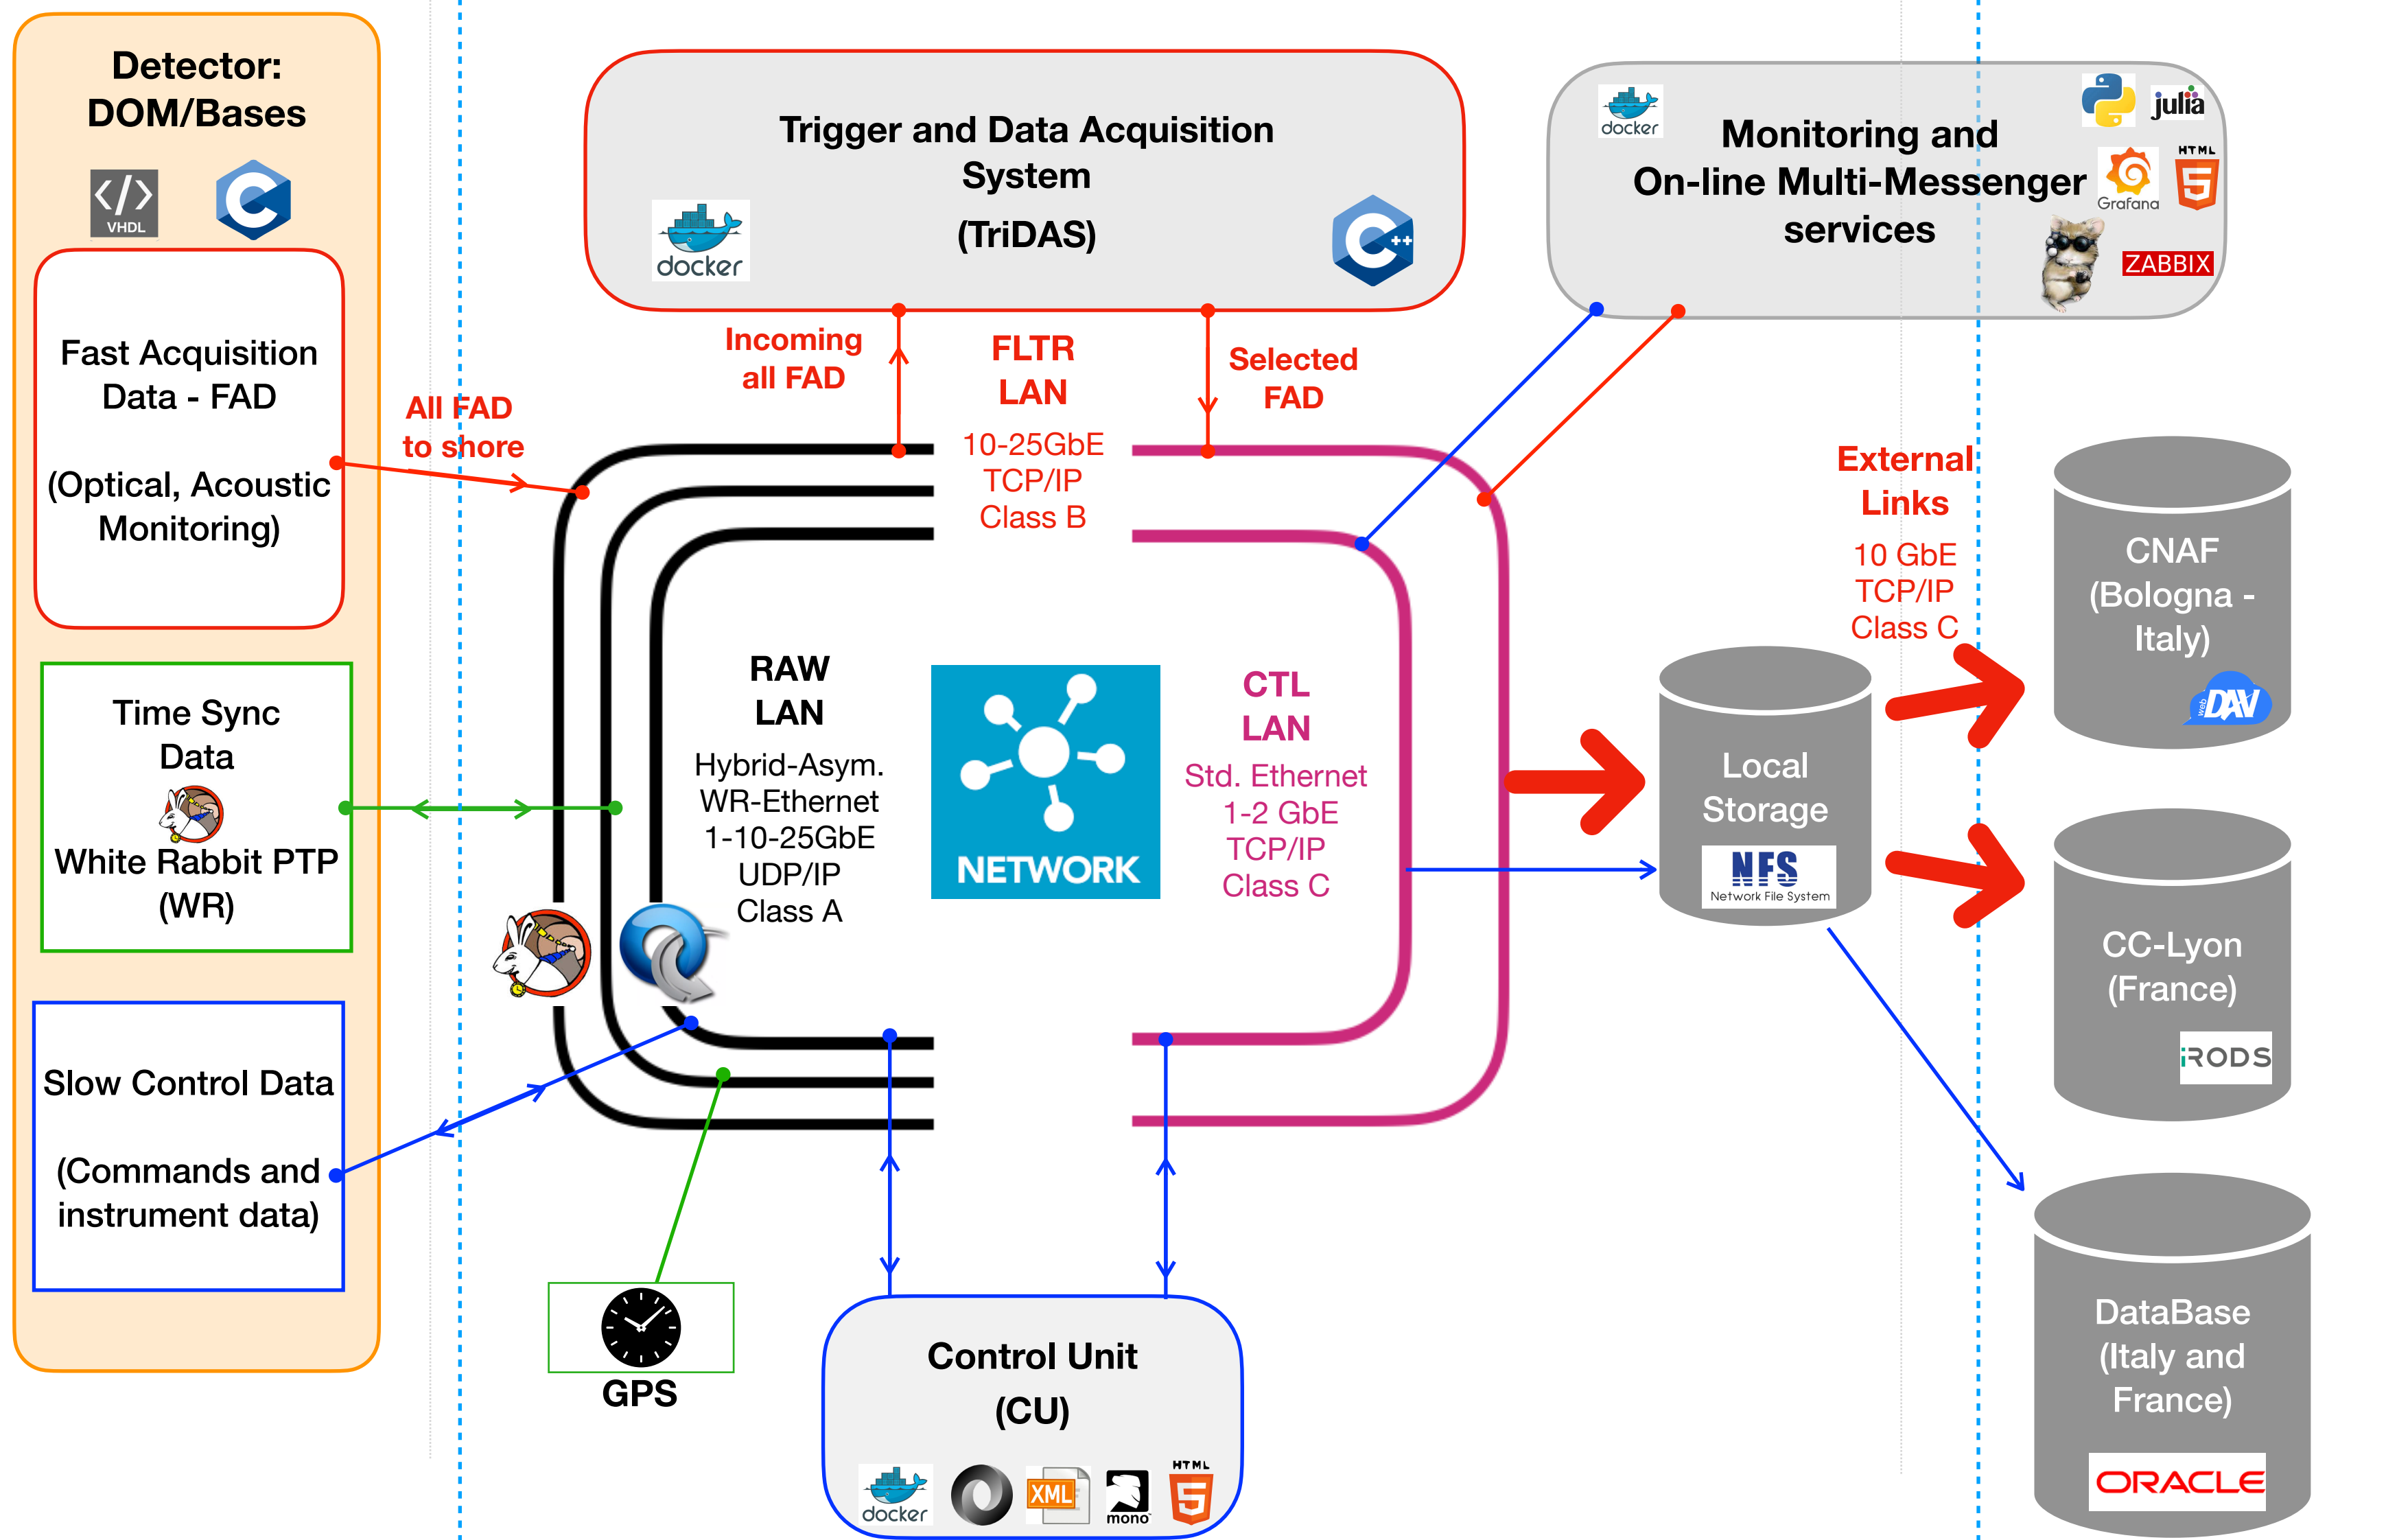 Detector:
DOM/Bases
VHDL
C
Fast Acquisition
Data - FAD
(Optical, Acoustic
Monitoring)
Time Sync
Data
White Rabbit PTP
(WR)
Slow Control Data
(Commands and
instrument data)
All FAD
to shore
Trigger and Data Acquisition
System
(TriDAS)
docker
C++
Incoming
all FAD
FLTR
LAN
10-25GbE
TCP/IP
Class B
Selected
FAD
docker
Monitoring and
On-line Multi-Messenger
services
julia
Grafana
HTML
5
ZABBIX
RAW
LAN
Hybrid-Asym.
WR-Ethernet
1-10-25GbE
UDP/IP
Class A
NETWORK
CTL
LAN
Std. Ethernet
1-2 GbE
TCP/IP
Class C
GPS
Control Unit
(CU)
docker
XML
mono
HTML
5
Local
Storage
NFS
Network File System
External
Links
10 GbE
TCP/IP
Class C
CNAF
(Bologna -
Italy)
web
DAV
CC-Lyon
(France)
iRODS
DataBase
(Italy and
France)
ORACLE